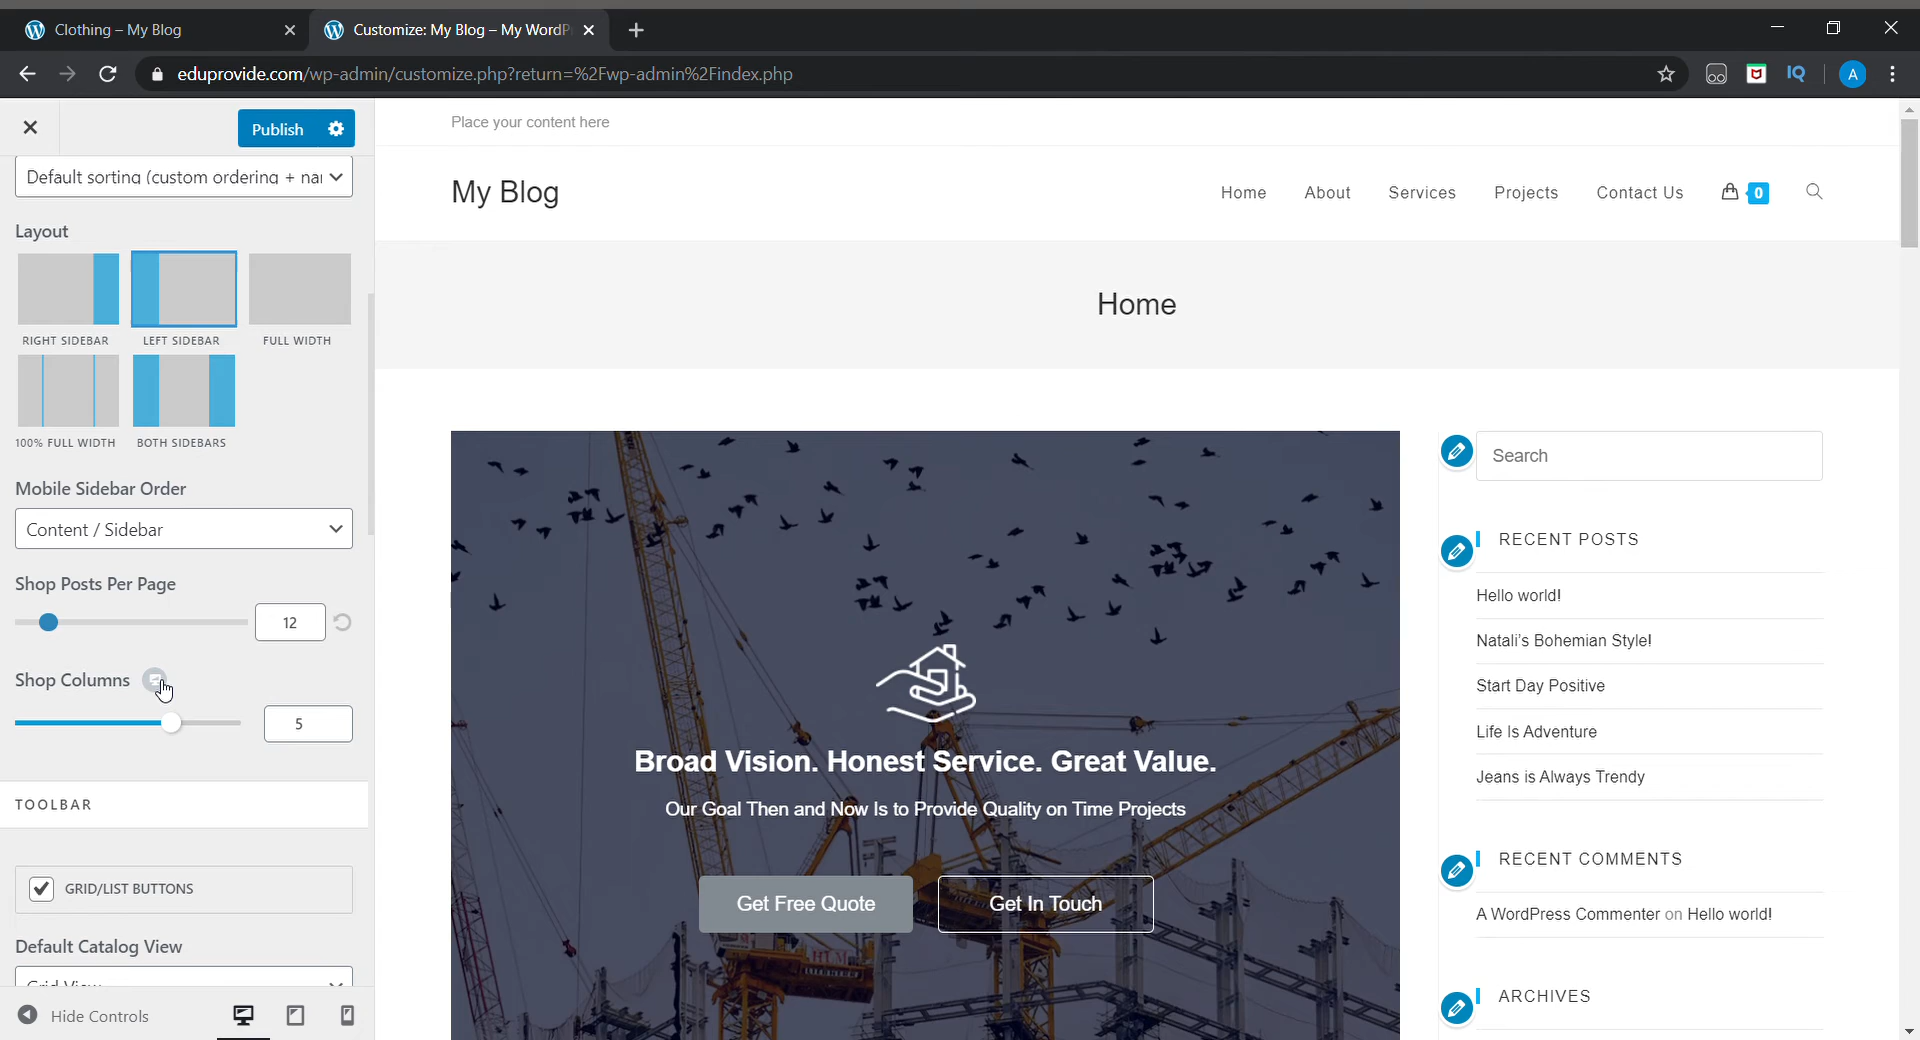 Clothing – My Blog
Customize: My Blog – My WordP
eduprovide.com/wp-admin/customize.php?return=%2Fwp-admin%2Findex.php
A
Publish
Default sorting (custom ordering + nar
Layout
RIGHT SIDEBAR
LEFT SIDEBAR
FULL WIDTH
100% FULL WIDTH
BOTH SIDEBARS
Mobile Sidebar Order
Content / Sidebar
Shop Posts Per Page
12
Shop Columns
5
TOOLBAR
GRID/LIST BUTTONS
Default Catalog View
Grid View
Hide Controls
Place your content here
My Blog
Home
About
Services
Projects
Contact Us
0
Home
Broad Vision. Honest Service. Great Value.
Our Goal Then and Now Is to Provide Quality on Time Projects
Get Free Quote
Get In Touch
Search
RECENT POSTS
Hello world!
Natali's Bohemian Style!
Start Day Positive
Life Is Adventure
Jeans is Always Trendy
RECENT COMMENTS
A WordPress Commenter on Hello world!
ARCHIVES